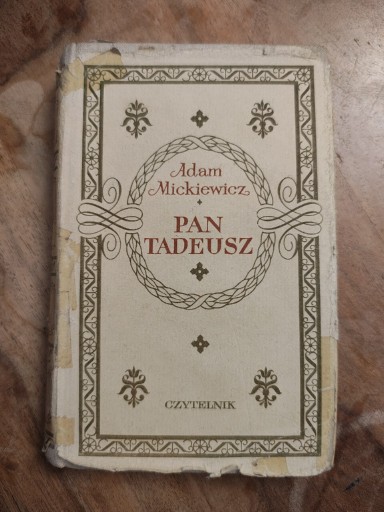 Adam
Mickiewicz
PAN
TADEUSZ
CZYTELNIK